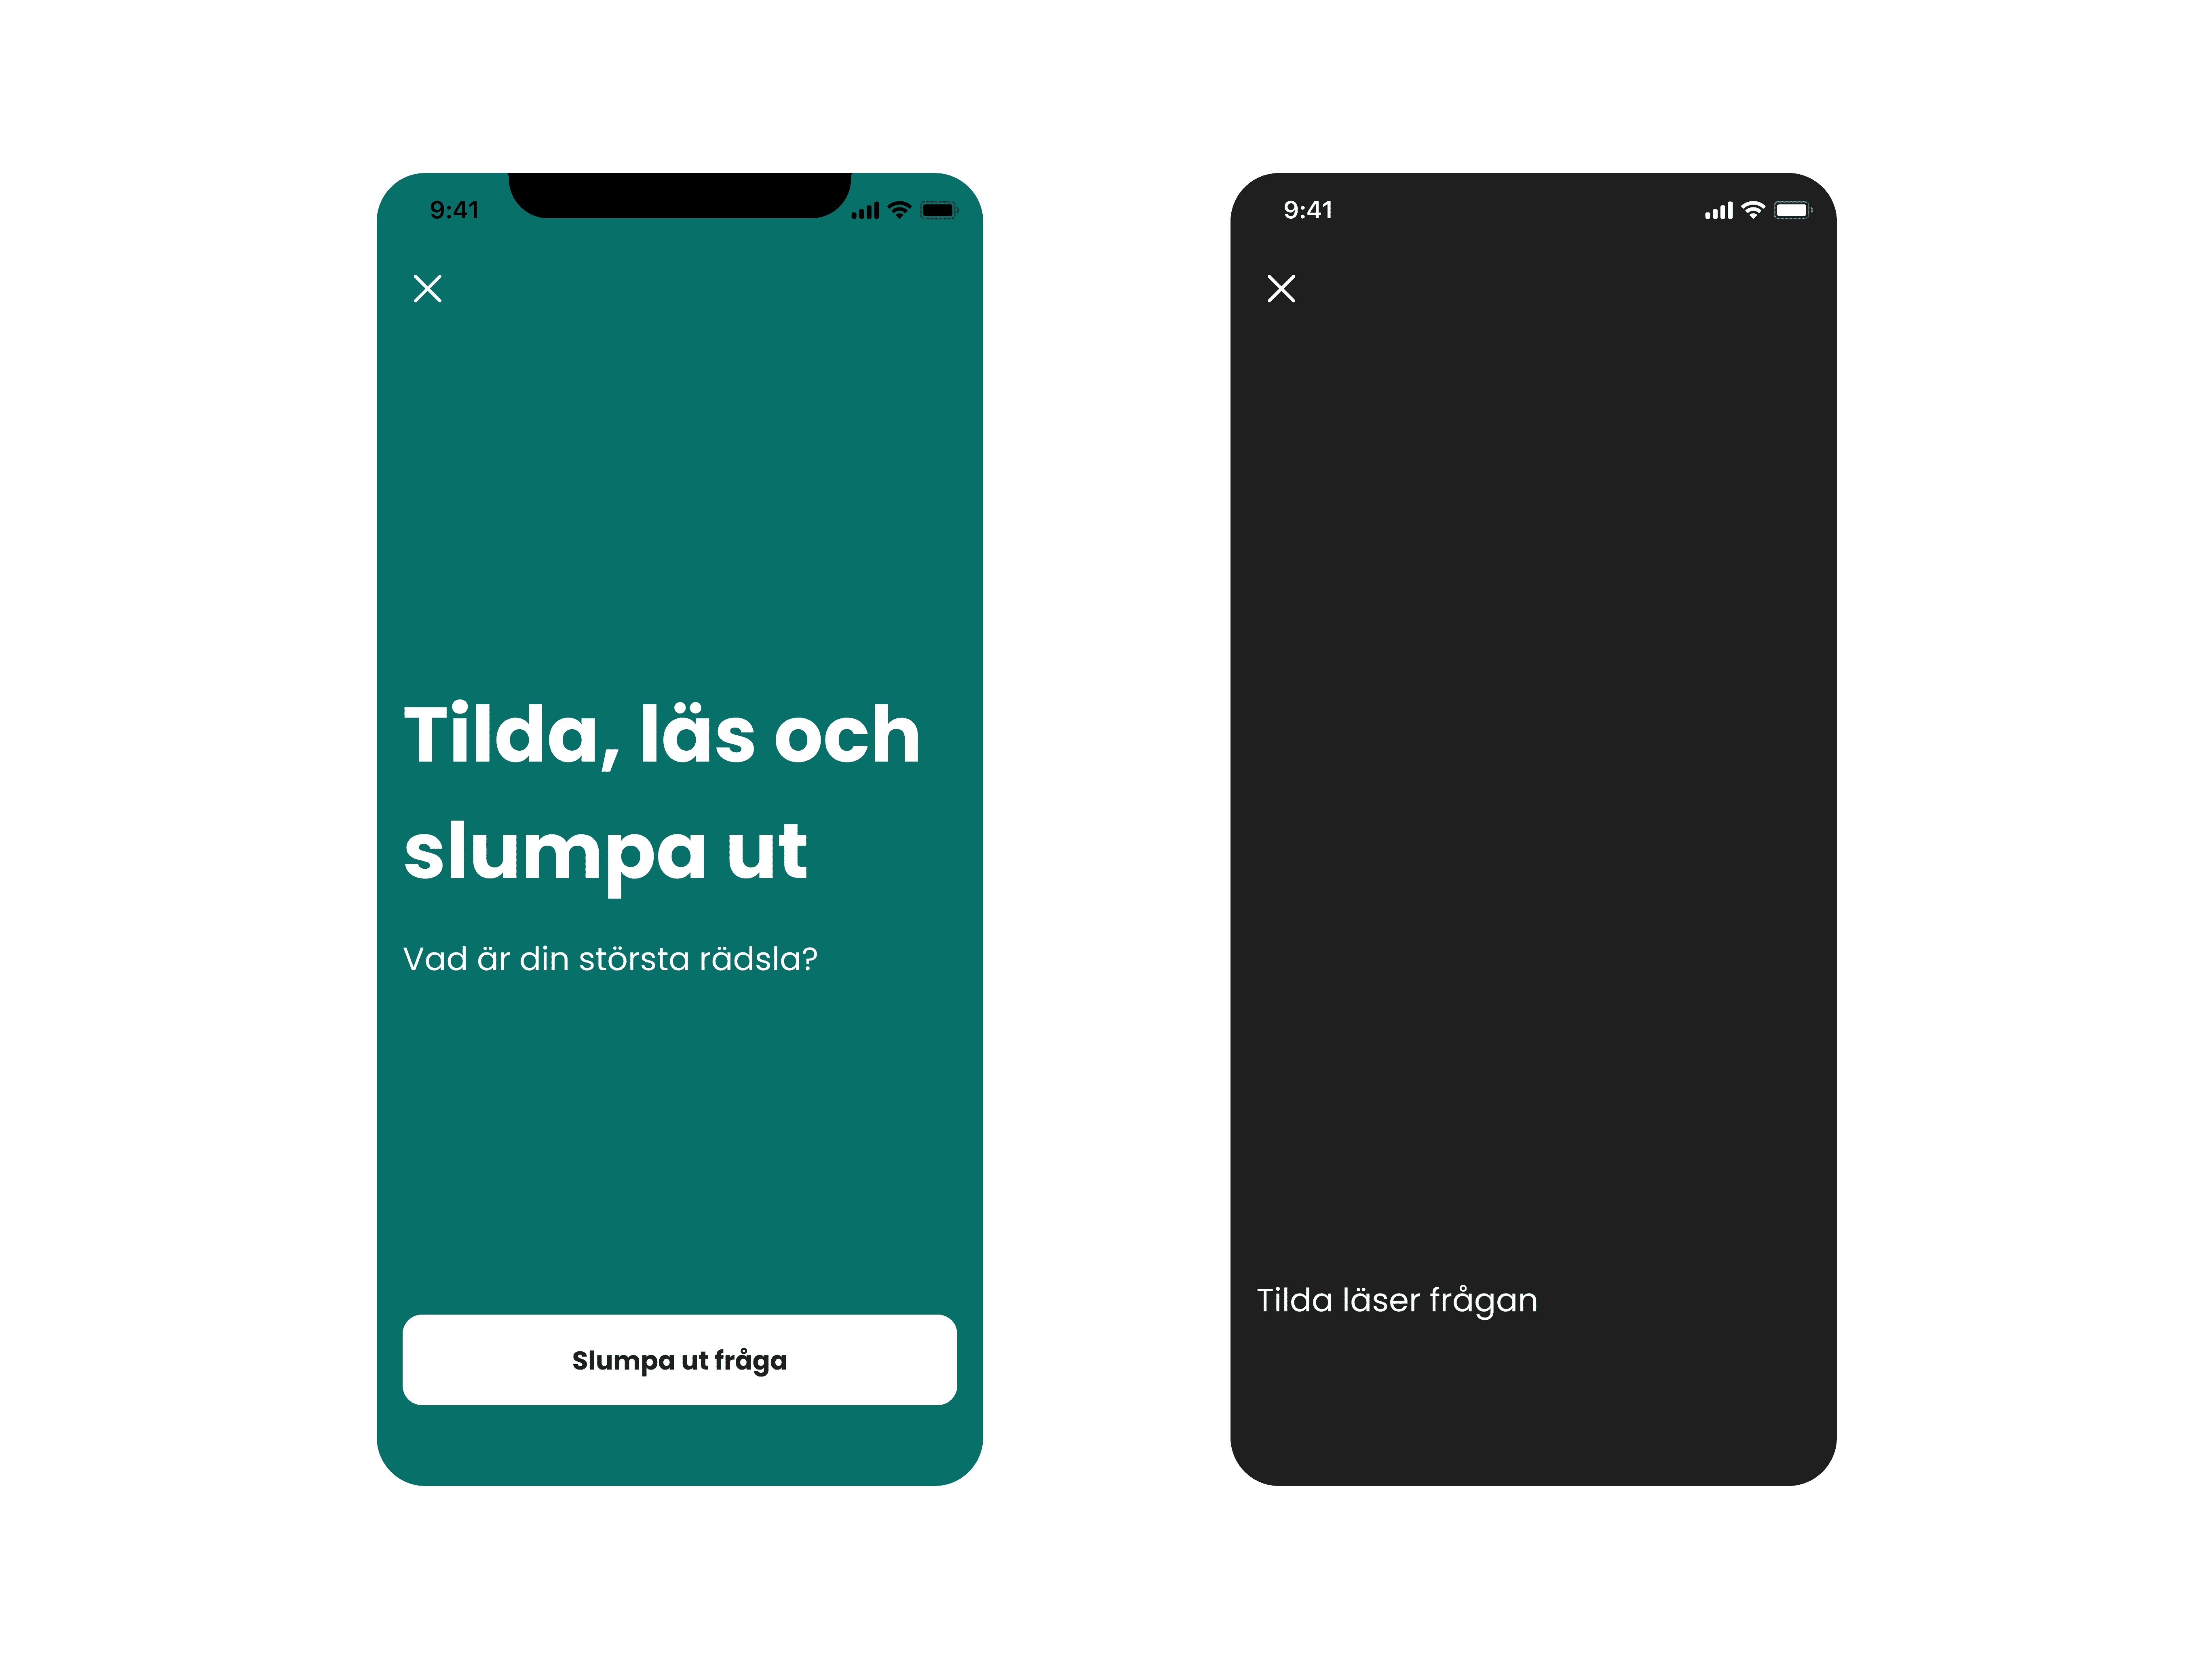 9:41
Tilda, läs och
slumpa ut
Vad är din största rädsla?
Slumpa ut fråga
9:41
Tilda läser frågan